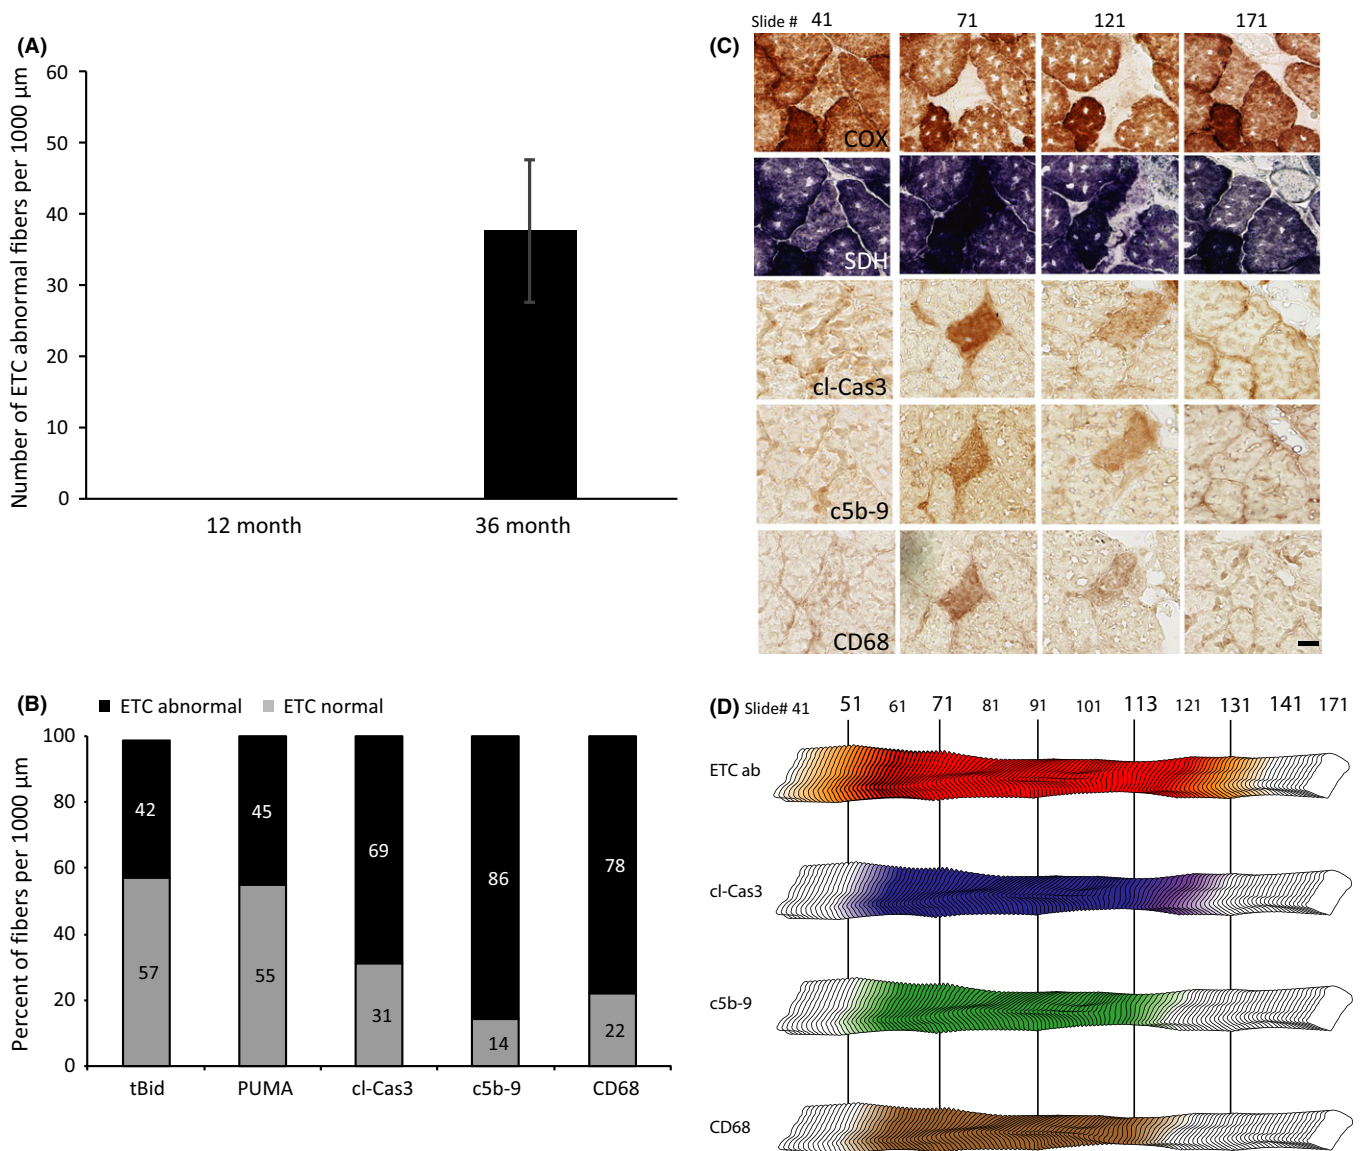 (A)
Number of ETC abnormal fibers per 1000 µm
60
50
40
30
20
10
0
12 month
36 month
(B)
ETC abnormal
ETC normal
Percent of fibers per 1000 µm
100
80
60
40
20
0
42
45
69
86
78
57
55
31
14
22
tBid
PUMA
cl-Cas3
c5b-9
CD68
(C)
Slide # 41 71 121 171
COX
SDH
cl-Cas3
c5b-9
CD68
(D)
Slide# 41 51 61 71 81 91 101 113 121 131 141 171
ETC ab
cl-Cas3
c5b-9
CD68